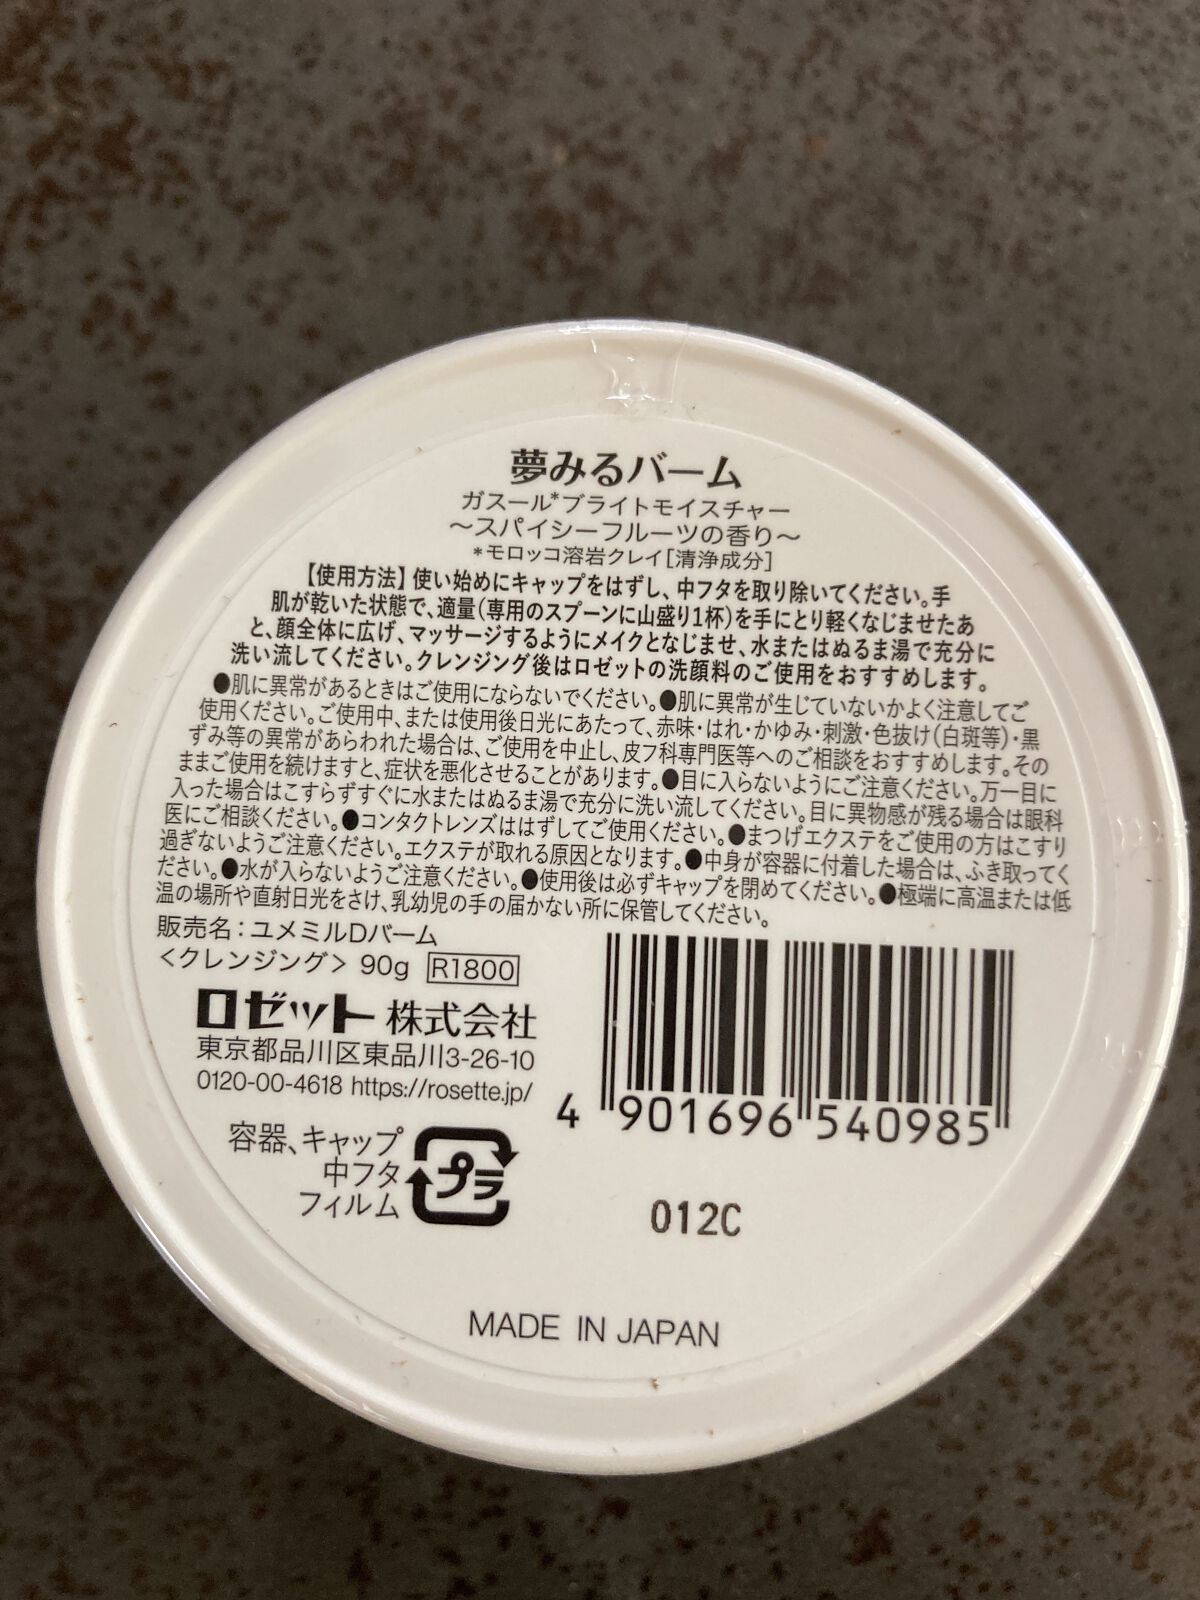 夢みるバーム
ガスール*ブライトモイスチャー
～スパイシーフルーツの香り～
*モロッコ溶岩クレイ[清浄成分]
【使用方法】使い始めにキャップをはずし、中フタを取り除いてください。手
肌が乾いた状態で、適量(専用のスプーンに山盛り1杯)を手にとり軽くなじませたあ
と、顔全体に広げ、マッサージするようにメイクとなじませ、水またはぬるま湯で充分に
洗い流してください。クレンジング後はロゼットの洗顔料のご使用をおすすめします。
●肌に異常があるときはご使用にならないでください。●肌に異常が生じていないかよく注意してご
使用ください。ご使用中、または使用後日光にあたって、赤味・はれ・かゆみ・刺激・色抜け(白斑等)・黒
ずみ等の異常があらわれた場合は、ご使用を中止し、皮フ科専門医等へのご相談をおすすめします。その
ままご使用を続けますと、症状を悪化させることがあります。●目に入らないようにご注意ください。万一目に
入った場合はこすらずすぐに水またはぬるま湯で充分に洗い流してください。目に異物感が残る場合は眼科
医にご相談ください。●コンタクトレンズははずしてご使用ください。●まつげエクステをご使用の方はこすり
過ぎないようご注意ください。エクステが取れる原因となります。●中身が容器に付着した場合は、ふき取ってく
ださい。●水が入らないようご注意ください。●使用後は必ずキャップを閉めてください。●極端に高温または低
温の場所や直射日光をさけ、乳幼児の手の届かない所に保管してください。
販売名：ユメミルDバーム
＜クレンジング＞ 90g R1800
ロゼット株式会社
東京都品川区東品川3-26-10
0120-00-4618 https://rosette.jp/
4 901696 540985
容器、キャップ
中フタ
フィルム
プラ
012C
MADE IN JAPAN